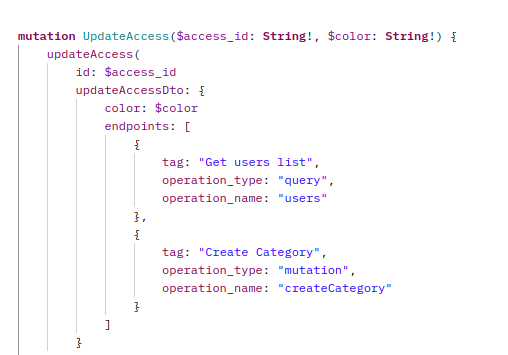 mutation UpdateAccess($access_id: String!, $color: String!) {
updateAccess(
id: $access_id
updateAccessDto: {
color: $color
endpoints: [
{
tag: "Get users list",
operation_type: "query",
operation_name: "users"
},
{
tag: "Create Category",
operation_type: "mutation",
operation_name: "createCategory"
}
]
}